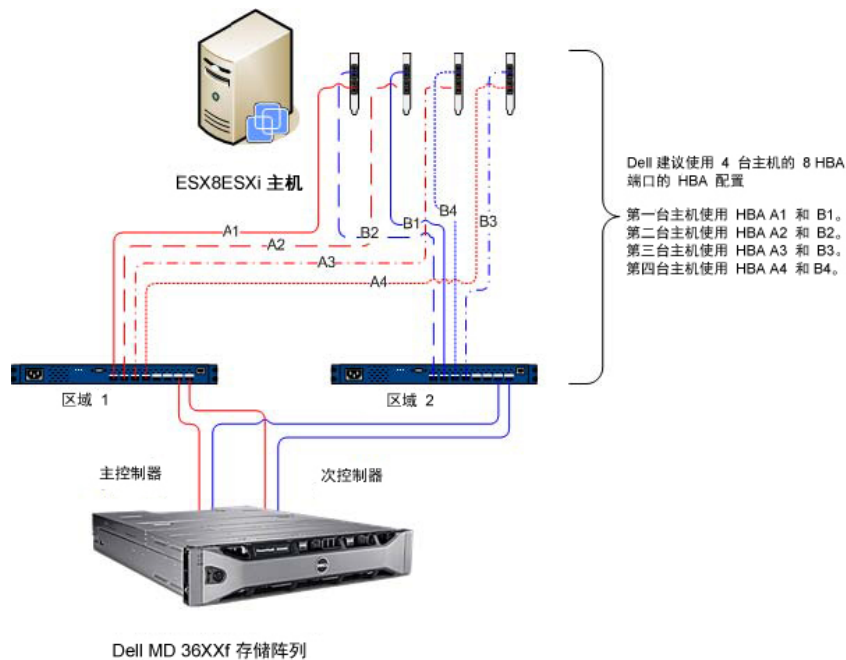 ESX8ESXi 主机
A1
A2
A3
A4
B2
B1
B4
B3
Dell 建议使用 4 台主机的 8 HBA
端口的 HBA 配置
第一台主机使用 HBA A1 和 B1。
第二台主机使用 HBA A2 和 B2。
第三台主机使用 HBA A3 和 B3。
第四台主机使用 HBA A4 和 B4。
区域 1
区域 2
主控制器
次控制器
Dell MD 36XXf 存储阵列